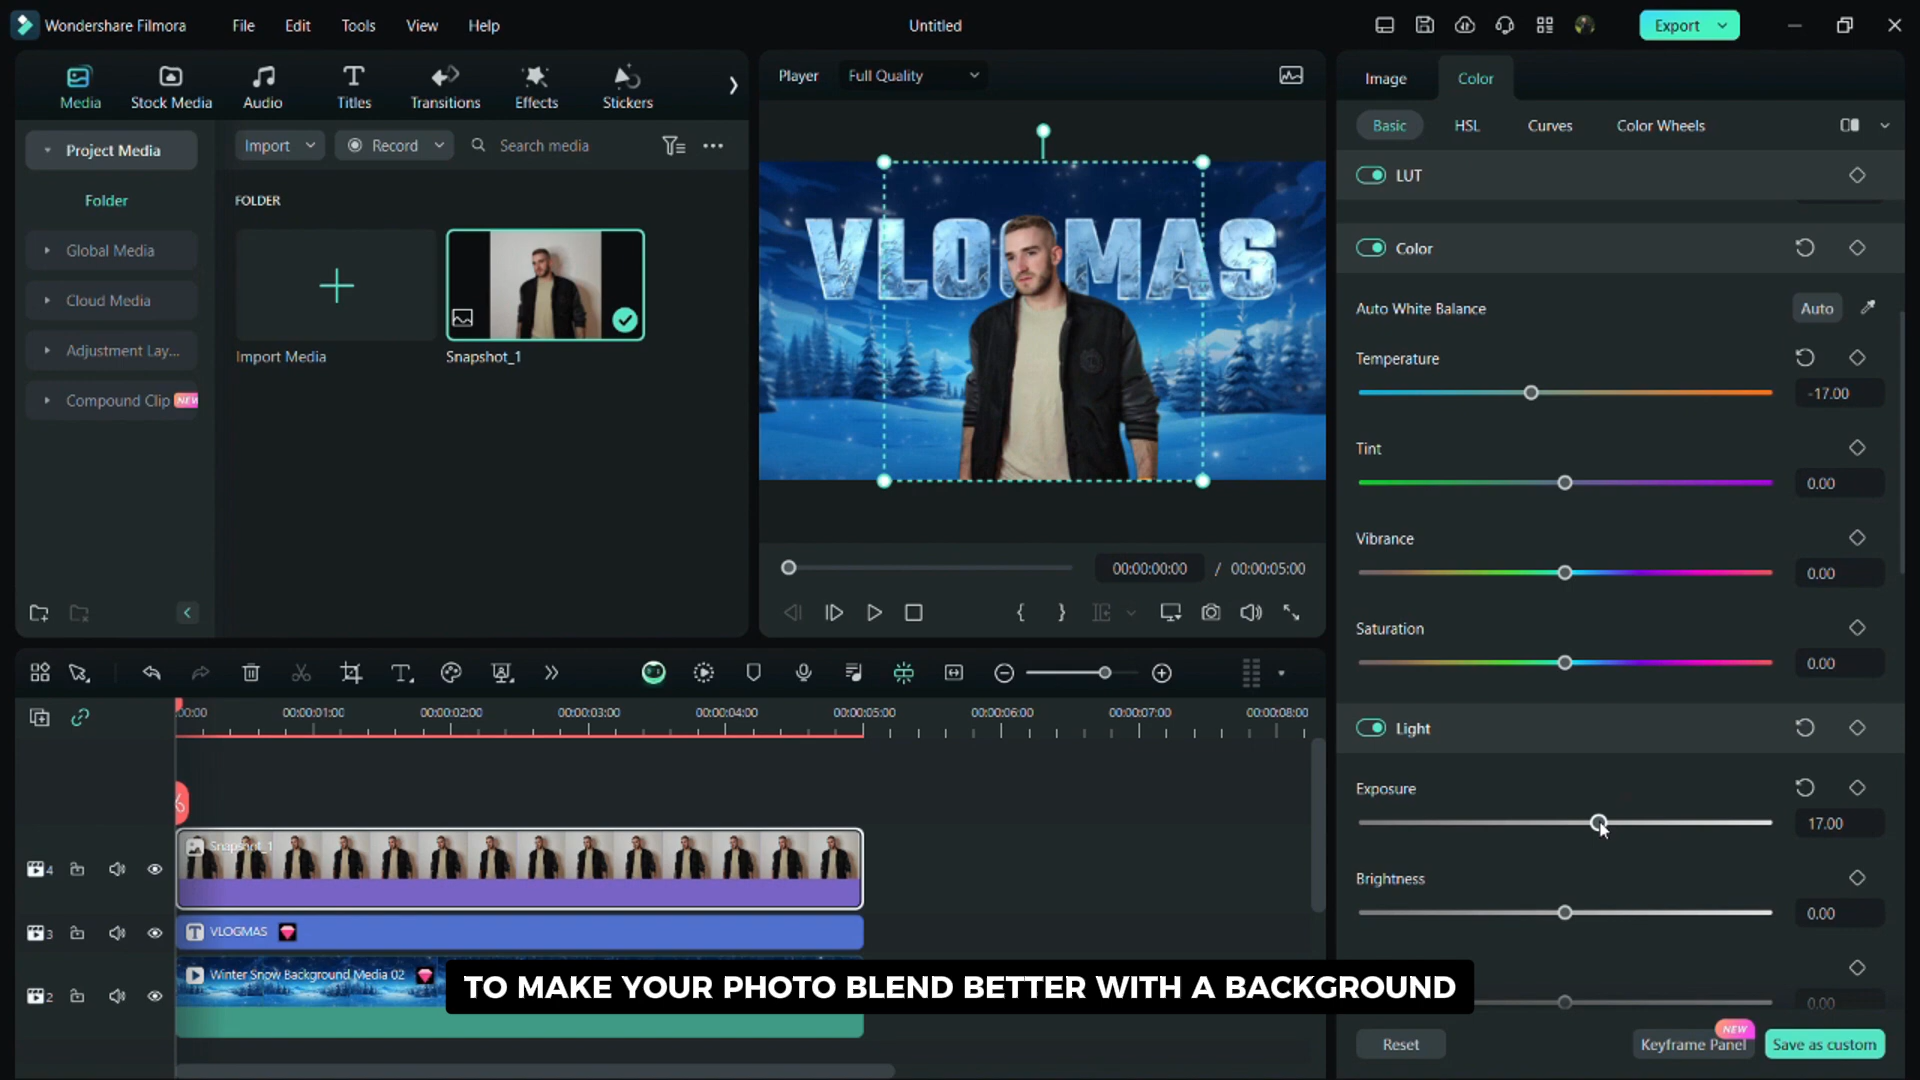 Wondershare Filmora File Edit Tools View Help Untitled Export
Media Stock Media Audio Titles Transitions Effects Stickers
Player Full Quality
Image Color
Project Media
Import Record Search media
Basic HSL Curves Color Wheels
Folder
FOLDER
LUT
Global Media
Cloud Media
Adjustment Lay...
Compound Clip NEW
Import Media
Snapshot_1
VLOGMAS
Color
Auto White Balance Auto
Temperature
-17.00
Tint
0.00
Vibrance
0.00
Saturation
0.00
00:00:00:00 / 00:00:05:00
Light
Exposure
17.00
Brightness
0.00
0.00
:00:00 00:00:01:00 00:00:02:00 00:00:03:00 00:00:04:00 00:00:05:00 00:00:06:00 00:00:07:00 00:00:08:00
4
Snapshot_1
3
VLOGMAS
2
Winter Snow Background Media 02
TO MAKE YOUR PHOTO BLEND BETTER WITH A BACKGROUND
Reset Keyframe Panel NEW Save as custom